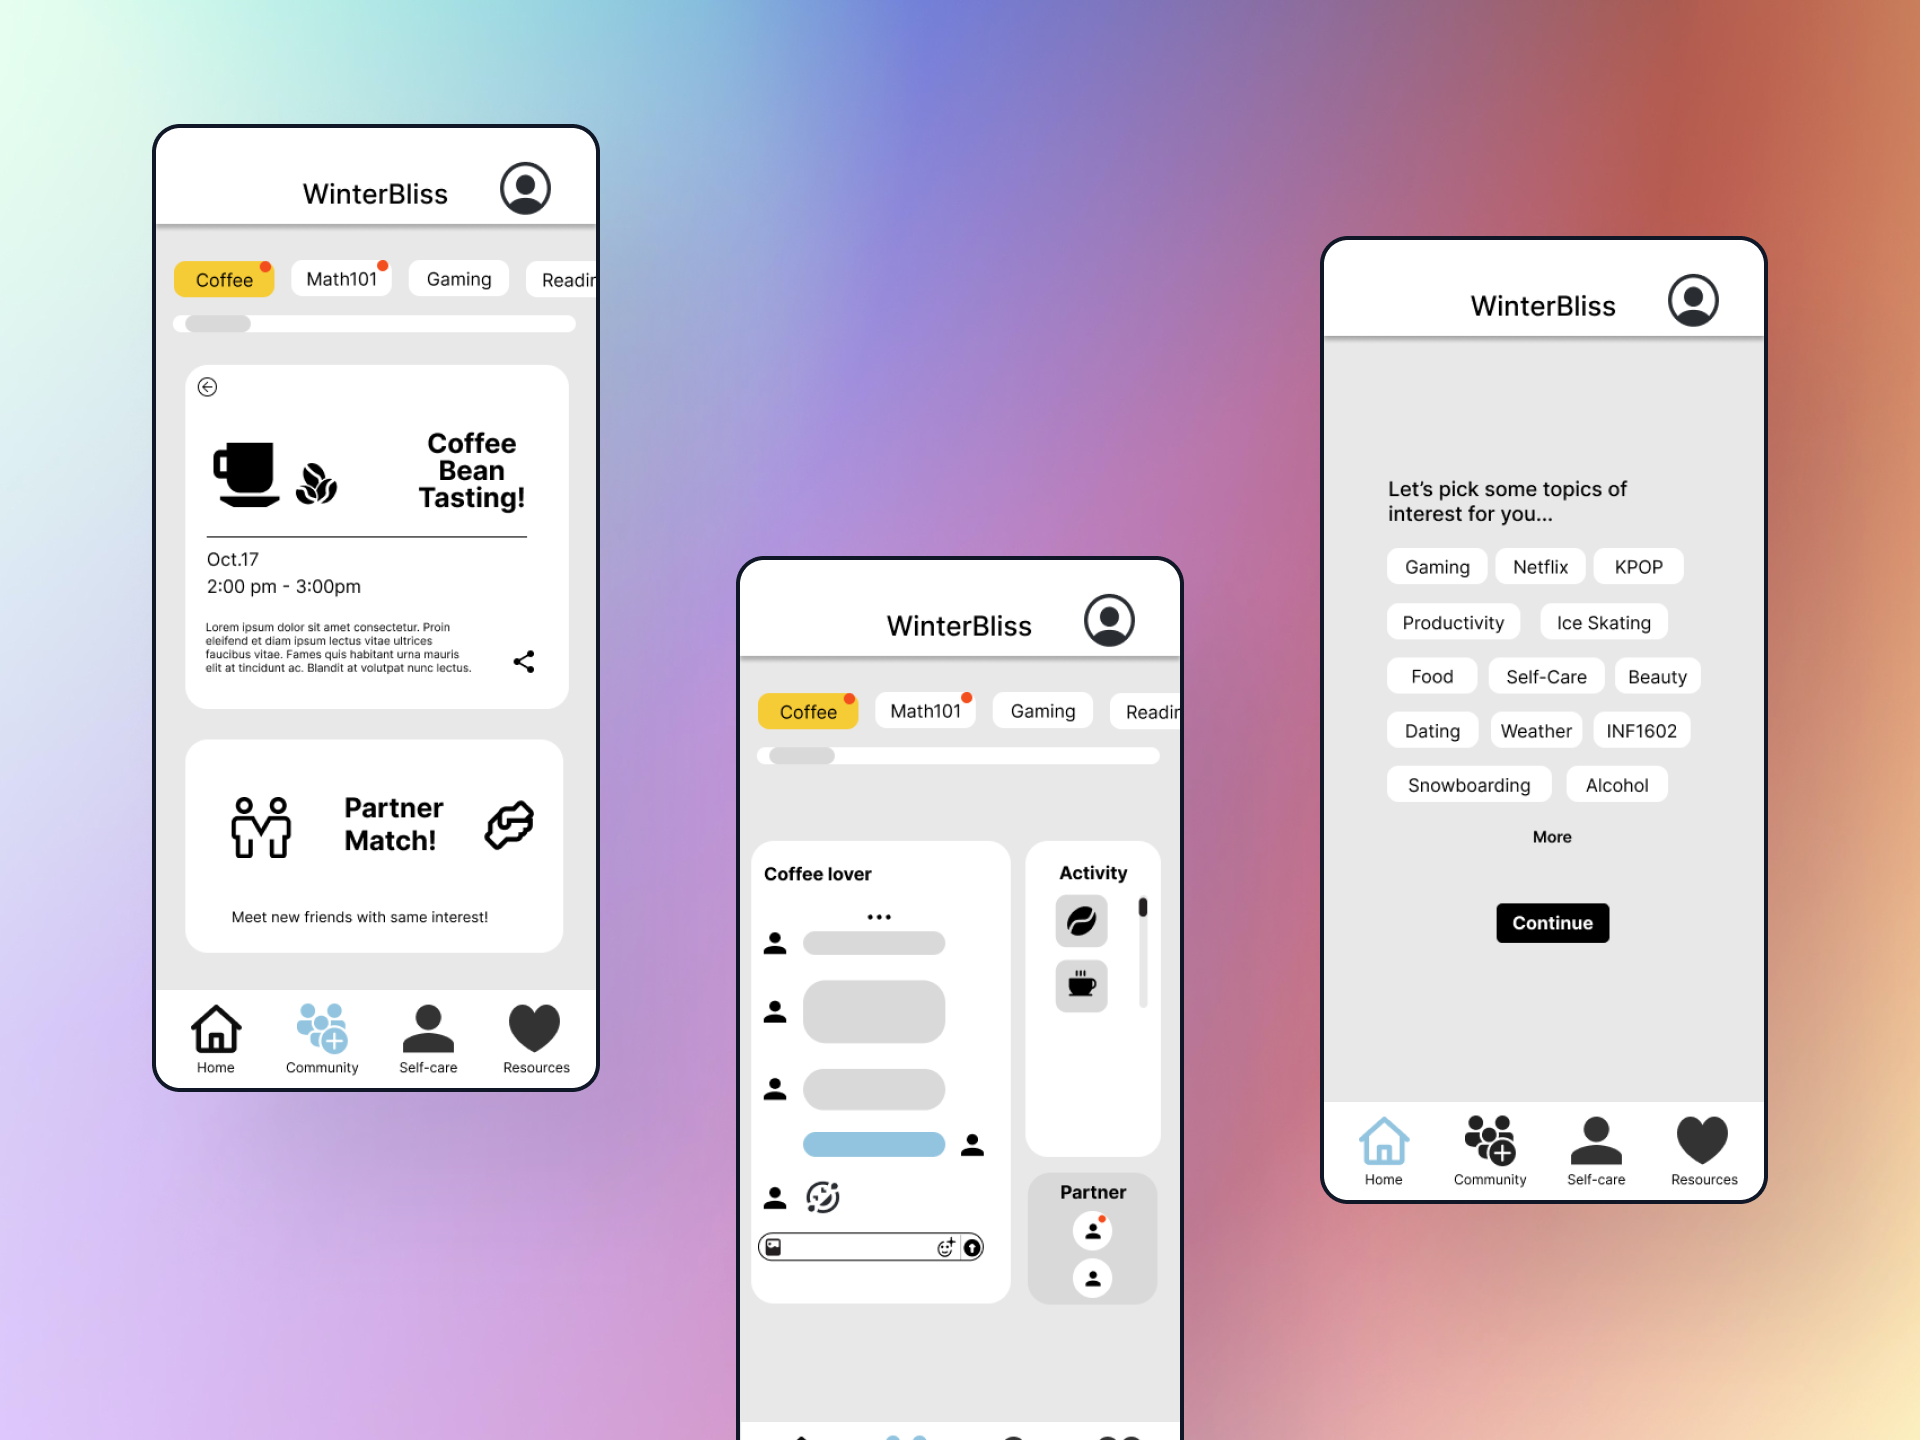 WinterBliss
Coffee
Math101
Gaming
Readin
Coffee
Bean
Tasting!
Oct.17
2:00 pm - 3:00pm
Lorem ipsum dolor sit amet consectetur. Proin
eleifend et diam ipsum lectus vitae ultrices
faucibus vitae. Fames quis habitant urna mauris
elit at tincidunt ac. Blandit at volutpat nunc lectus.
Partner
Match!
Meet new friends with same interest!
Home
Community
Self-care
Resources
WinterBliss
Coffee
Math101
Gaming
Readin
Coffee lover
Activity
Partner
WinterBliss
Let’s pick some topics of
interest for you...
Gaming
Netflix
KPOP
Productivity
Ice Skating
Food
Self-Care
Beauty
Dating
Weather
INF1602
Snowboarding
Alcohol
More
Continue
Home
Community
Self-care
Resources